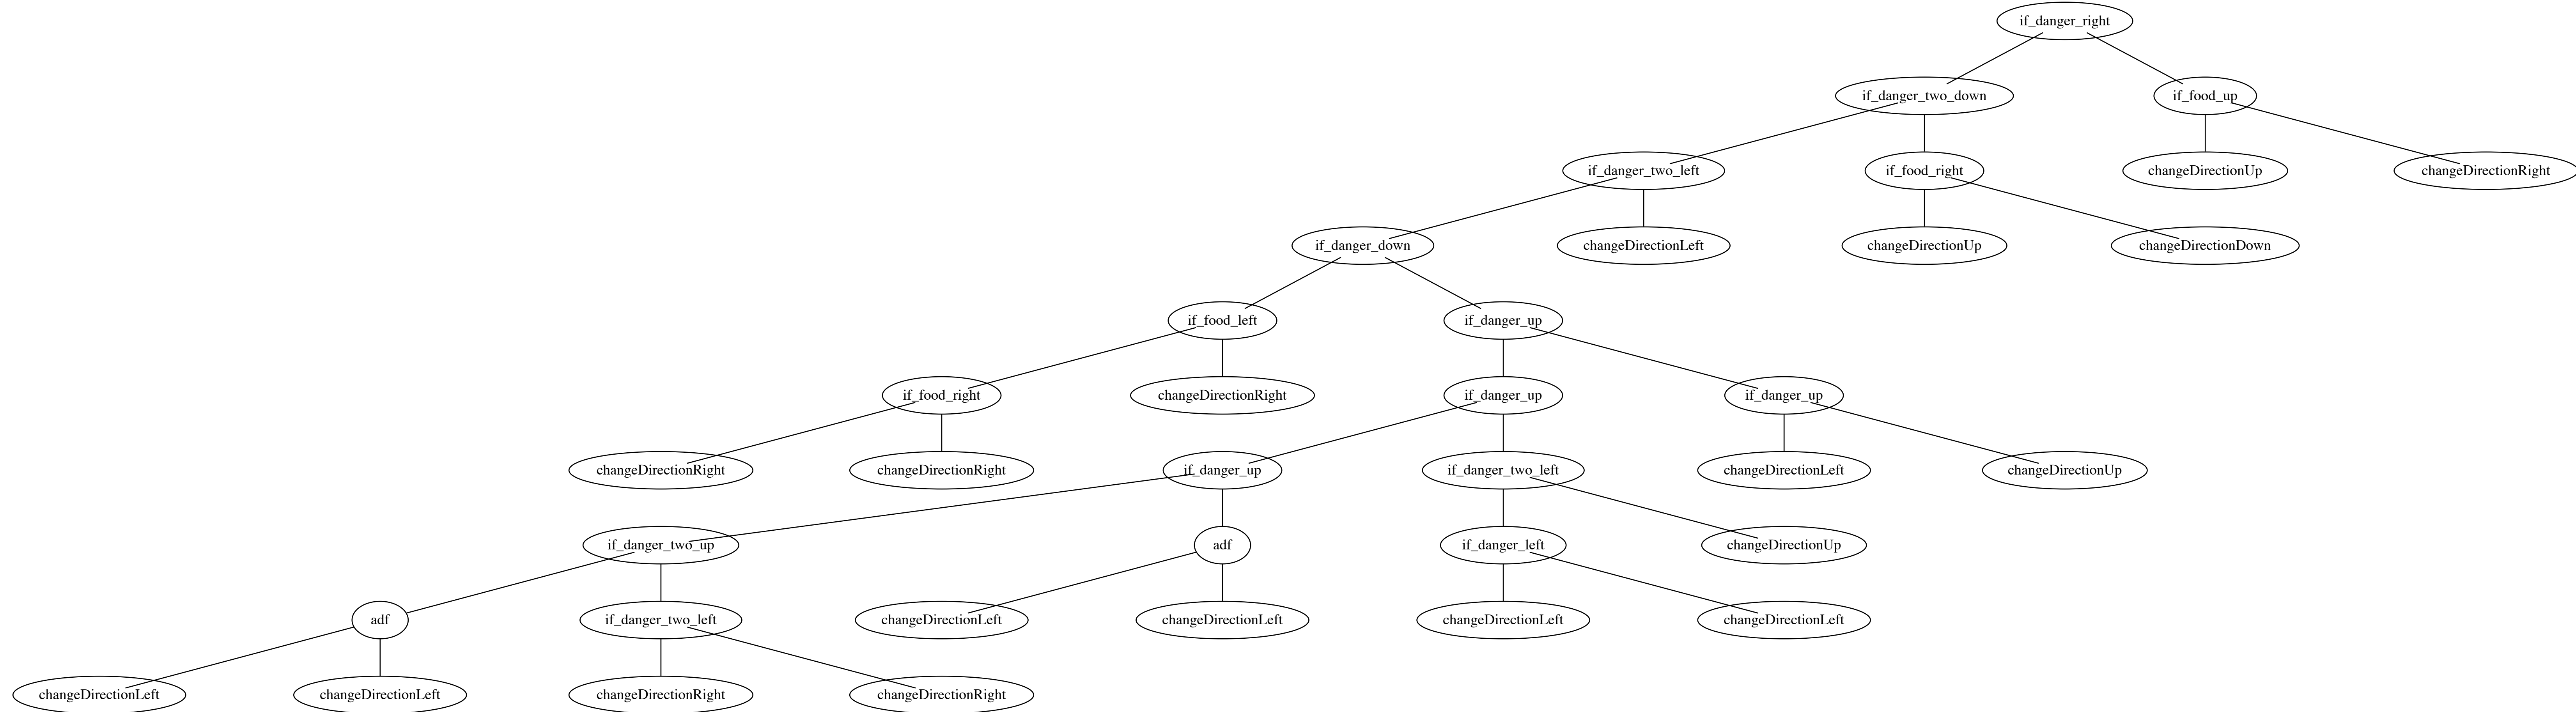 if_danger_right
if_danger_two_down
if_food_up
if_danger_two_left
if_food_right
changeDirectionUp
changeDirectionRight
if_danger_down
changeDirectionLeft
changeDirectionUp
changeDirectionDown
if_food_left
if_danger_up
if_food_right
changeDirectionRight
if_danger_up
if_danger_up
changeDirectionRight
changeDirectionRight
if_danger_up
if_danger_two_left
changeDirectionLeft
changeDirectionUp
if_danger_two_up
adf
if_danger_left
changeDirectionUp
adf
if_danger_two_left
changeDirectionLeft
changeDirectionLeft
changeDirectionLeft
changeDirectionLeft
changeDirectionLeft
changeDirectionLeft
changeDirectionRight
changeDirectionRight